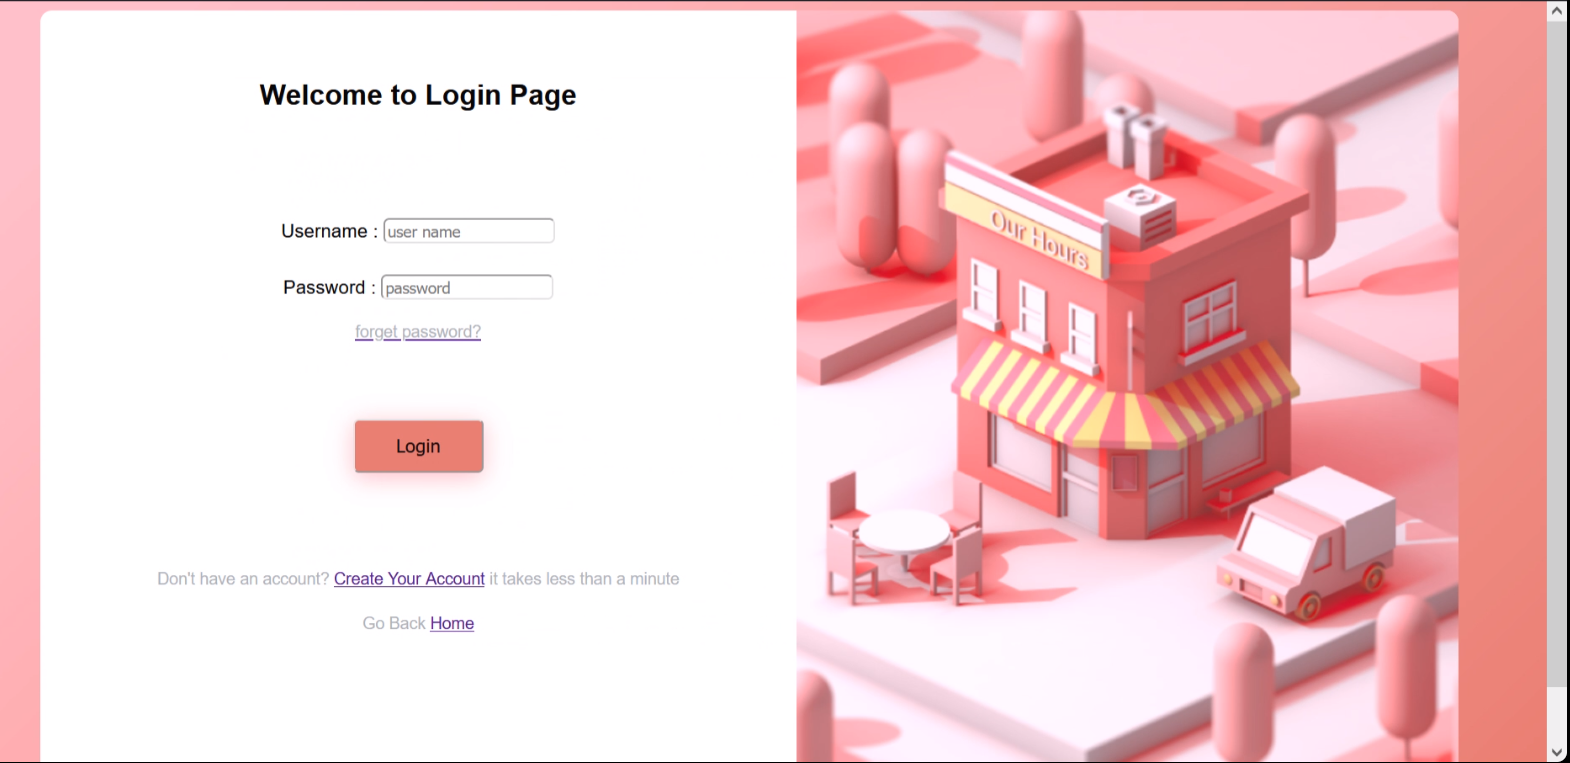 Welcome to Login Page
Username : user name
Password : password
forget password?
Login
Don't have an account? Create Your Account it takes less than a minute
Go Back Home
Our Hours